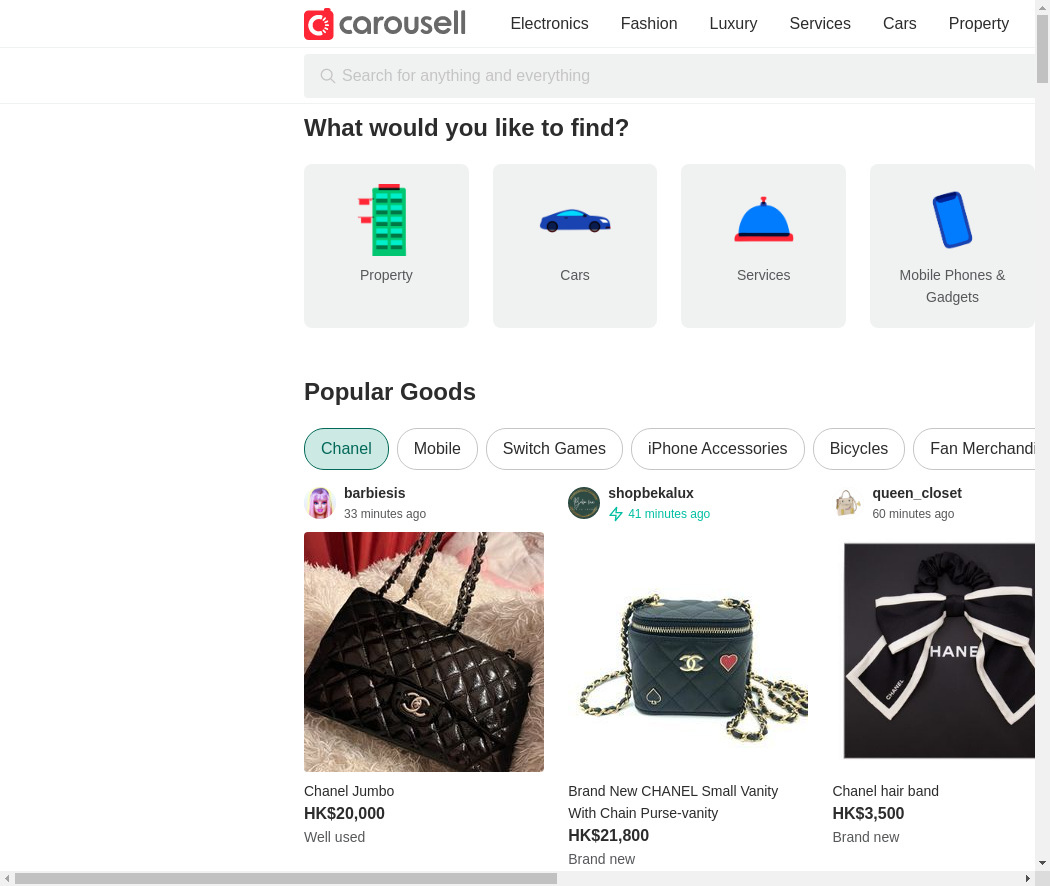 carousell
Electronics
Fashion
Luxury
Services
Cars
Property
Search for anything and everything
What would you like to find?
Property
Cars
Services
Mobile Phones &
Gadgets
Popular Goods
Chanel
Mobile
Switch Games
iPhone Accessories
Bicycles
Fan Merchandi
barbiesis
33 minutes ago
shopbekalux
41 minutes ago
queen_closet
60 minutes ago
CHANEL
Chanel Jumbo
HK$20,000
Well used
Brand New CHANEL Small Vanity
With Chain Purse-vanity
HK$21,800
Brand new
Chanel hair band
HK$3,500
Brand new